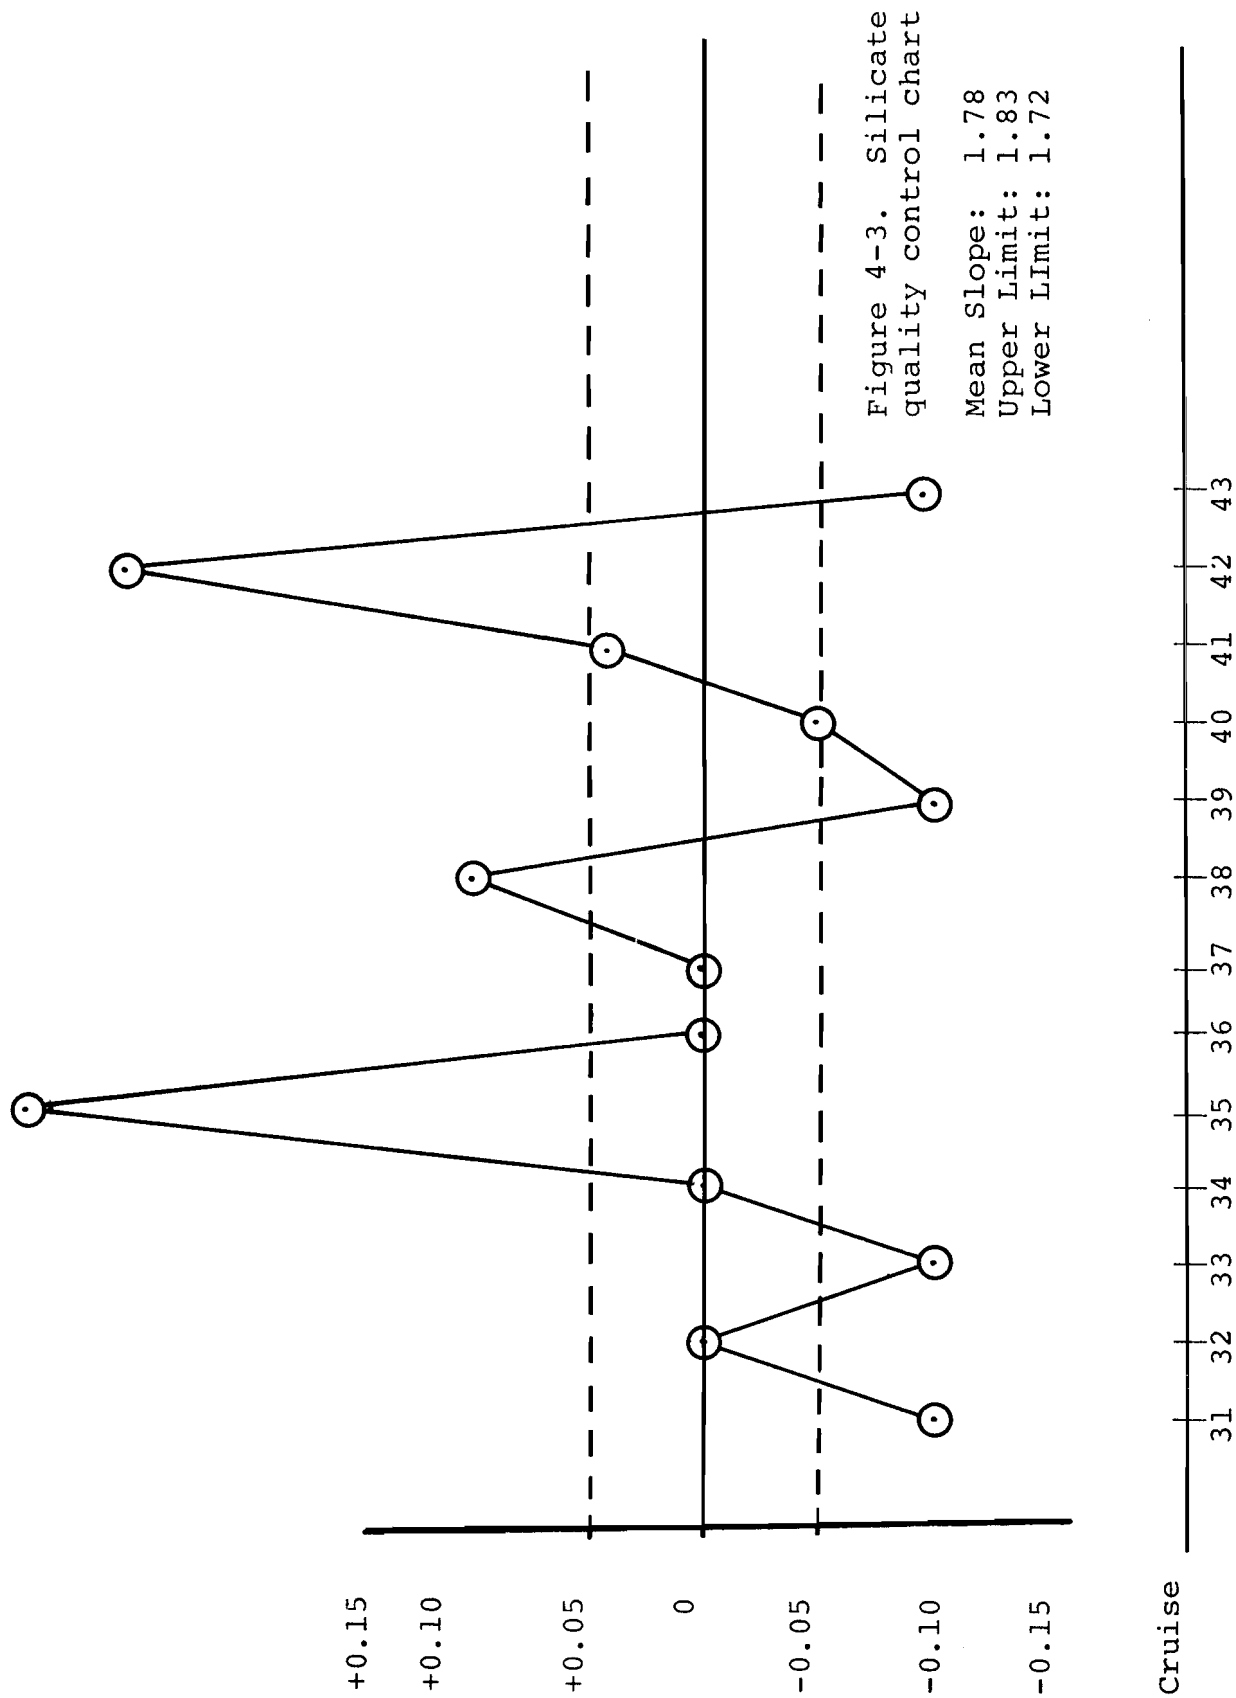 +0.15
+0.10
+0.05
0
-0.05
-0.10
-0.15
Figure 4-3. Silicate
quality control chart
Mean Slope: 1.78
Upper Limit: 1.83
Lower LImit: 1.72
Cruise 31 32 33 34 35 36 37 38 39 40 41 42 43